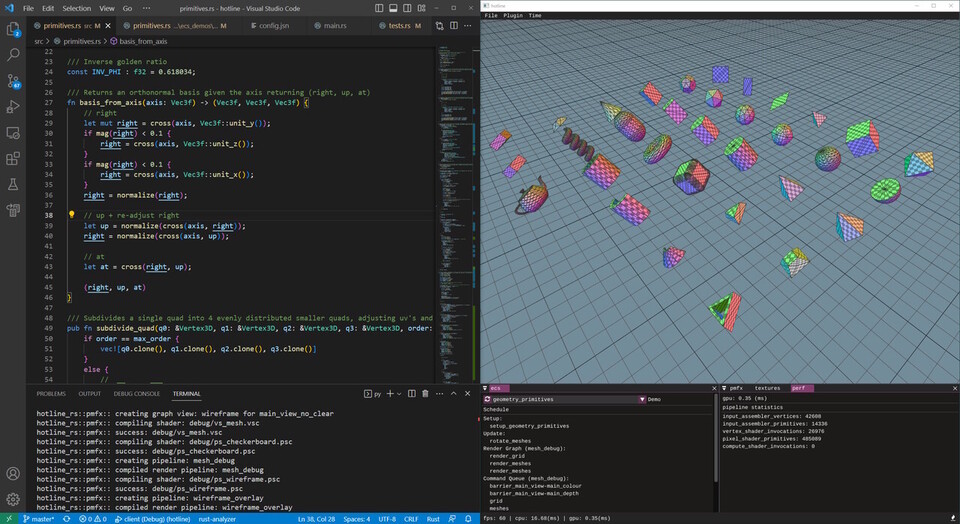 File Edit Selection View Go ··· primitives.rs - hotline - Visual Studio Code
primitives.rs src M
primitives.rs ...\ecs_demos\...
config.jsn
main.rs
tests.rs M
src > primitives.rs > basis_from_axis
22
23 /// Inverse golden ratio
24 const INV_PHI : f32 = 0.618034;
25
26 /// Returns an orthonormal basis given the axis returning (right, up, at)
27 fn basis_from_axis(axis: Vec3f) -> (Vec3f, Vec3f, Vec3f) {
28 // right
29 let mut right = cross(axis, Vec3f::unit_y());
30 if mag(right) < 0.1 {
31 right = cross(axis, Vec3f::unit_z());
32 }
33 if mag(right) < 0.1 {
34 right = cross(axis, Vec3f::unit_x());
35 }
36 right = normalize(right);
37
38 // up + re-adjust right
39 let up = normalize(cross(axis, right));
40 right = normalize(cross(axis, up));
41
42 // at
43 let at = cross(right, up);
44
45 (right, up, at)
46 }
47
48 /// Subdivides a single quad into 4 evenly distributed smaller quads, adjusting uv's and
49 pub fn subdivide_quad(q0: &Vertex3D, q1: &Vertex3D, q2: &Vertex3D, q3: &Vertex3D, order:
50 if order == max_order {
51 vec![q0.clone(), q1.clone(), q2.clone(), q3.clone()]
52 }
53 else {
54 //
PROBLEMS OUTPUT DEBUG CONSOLE TERMINAL py
hotline_rs::pmfx:: creating graph view: wireframe for main_view_no_clear
hotline_rs::pmfx:: compiling shader: debug/vs_mesh.vsc
hotline_rs::pmfx:: success: debug/vs_mesh.vsc
hotline_rs::pmfx:: compiling shader: debug/ps_checkerboard.psc
hotline_rs::pmfx:: success: debug/ps_checkerboard.psc
hotline_rs::pmfx:: creating pipeline: mesh_debug
hotline_rs::pmfx:: compiled render pipeline: mesh_debug
hotline_rs::pmfx:: compiling shader: debug/ps_wireframe.psc
hotline_rs::pmfx:: success: debug/ps_wireframe.psc
hotline_rs::pmfx:: creating pipeline: wireframe_overlay
hotline_rs::pmfx:: compiled render pipeline: wireframe_overlay
master* 0 0 client (Debug) (hotline) rust-analyzer Ln 38, Col 28 Spaces: 4 UTF-8 CRLF Rust
hotline
File Plugin Time
ecs
geometry_primitives Demo
Schedule
Setup:
setup_geometry_primitives
Update:
rotate_meshes
Render Graph (mesh_debug):
render_grid
render_meshes
render_meshes
Command Queue (mesh_debug):
barrier_main_view-main_colour
barrier_main_view-main_depth
grid
meshes
pmfx textures perf
gpu: 0.35 (ms)
pipeline statistics
input_assembler_vertices: 42608
input_assembler_primitives: 14336
vertex_shader_invocations: 26976
pixel_shader_primitives: 485089
compute_shader_invocations: 0
fps: 60 | cpu: 16.68(ms) | gpu: 0.35(ms)